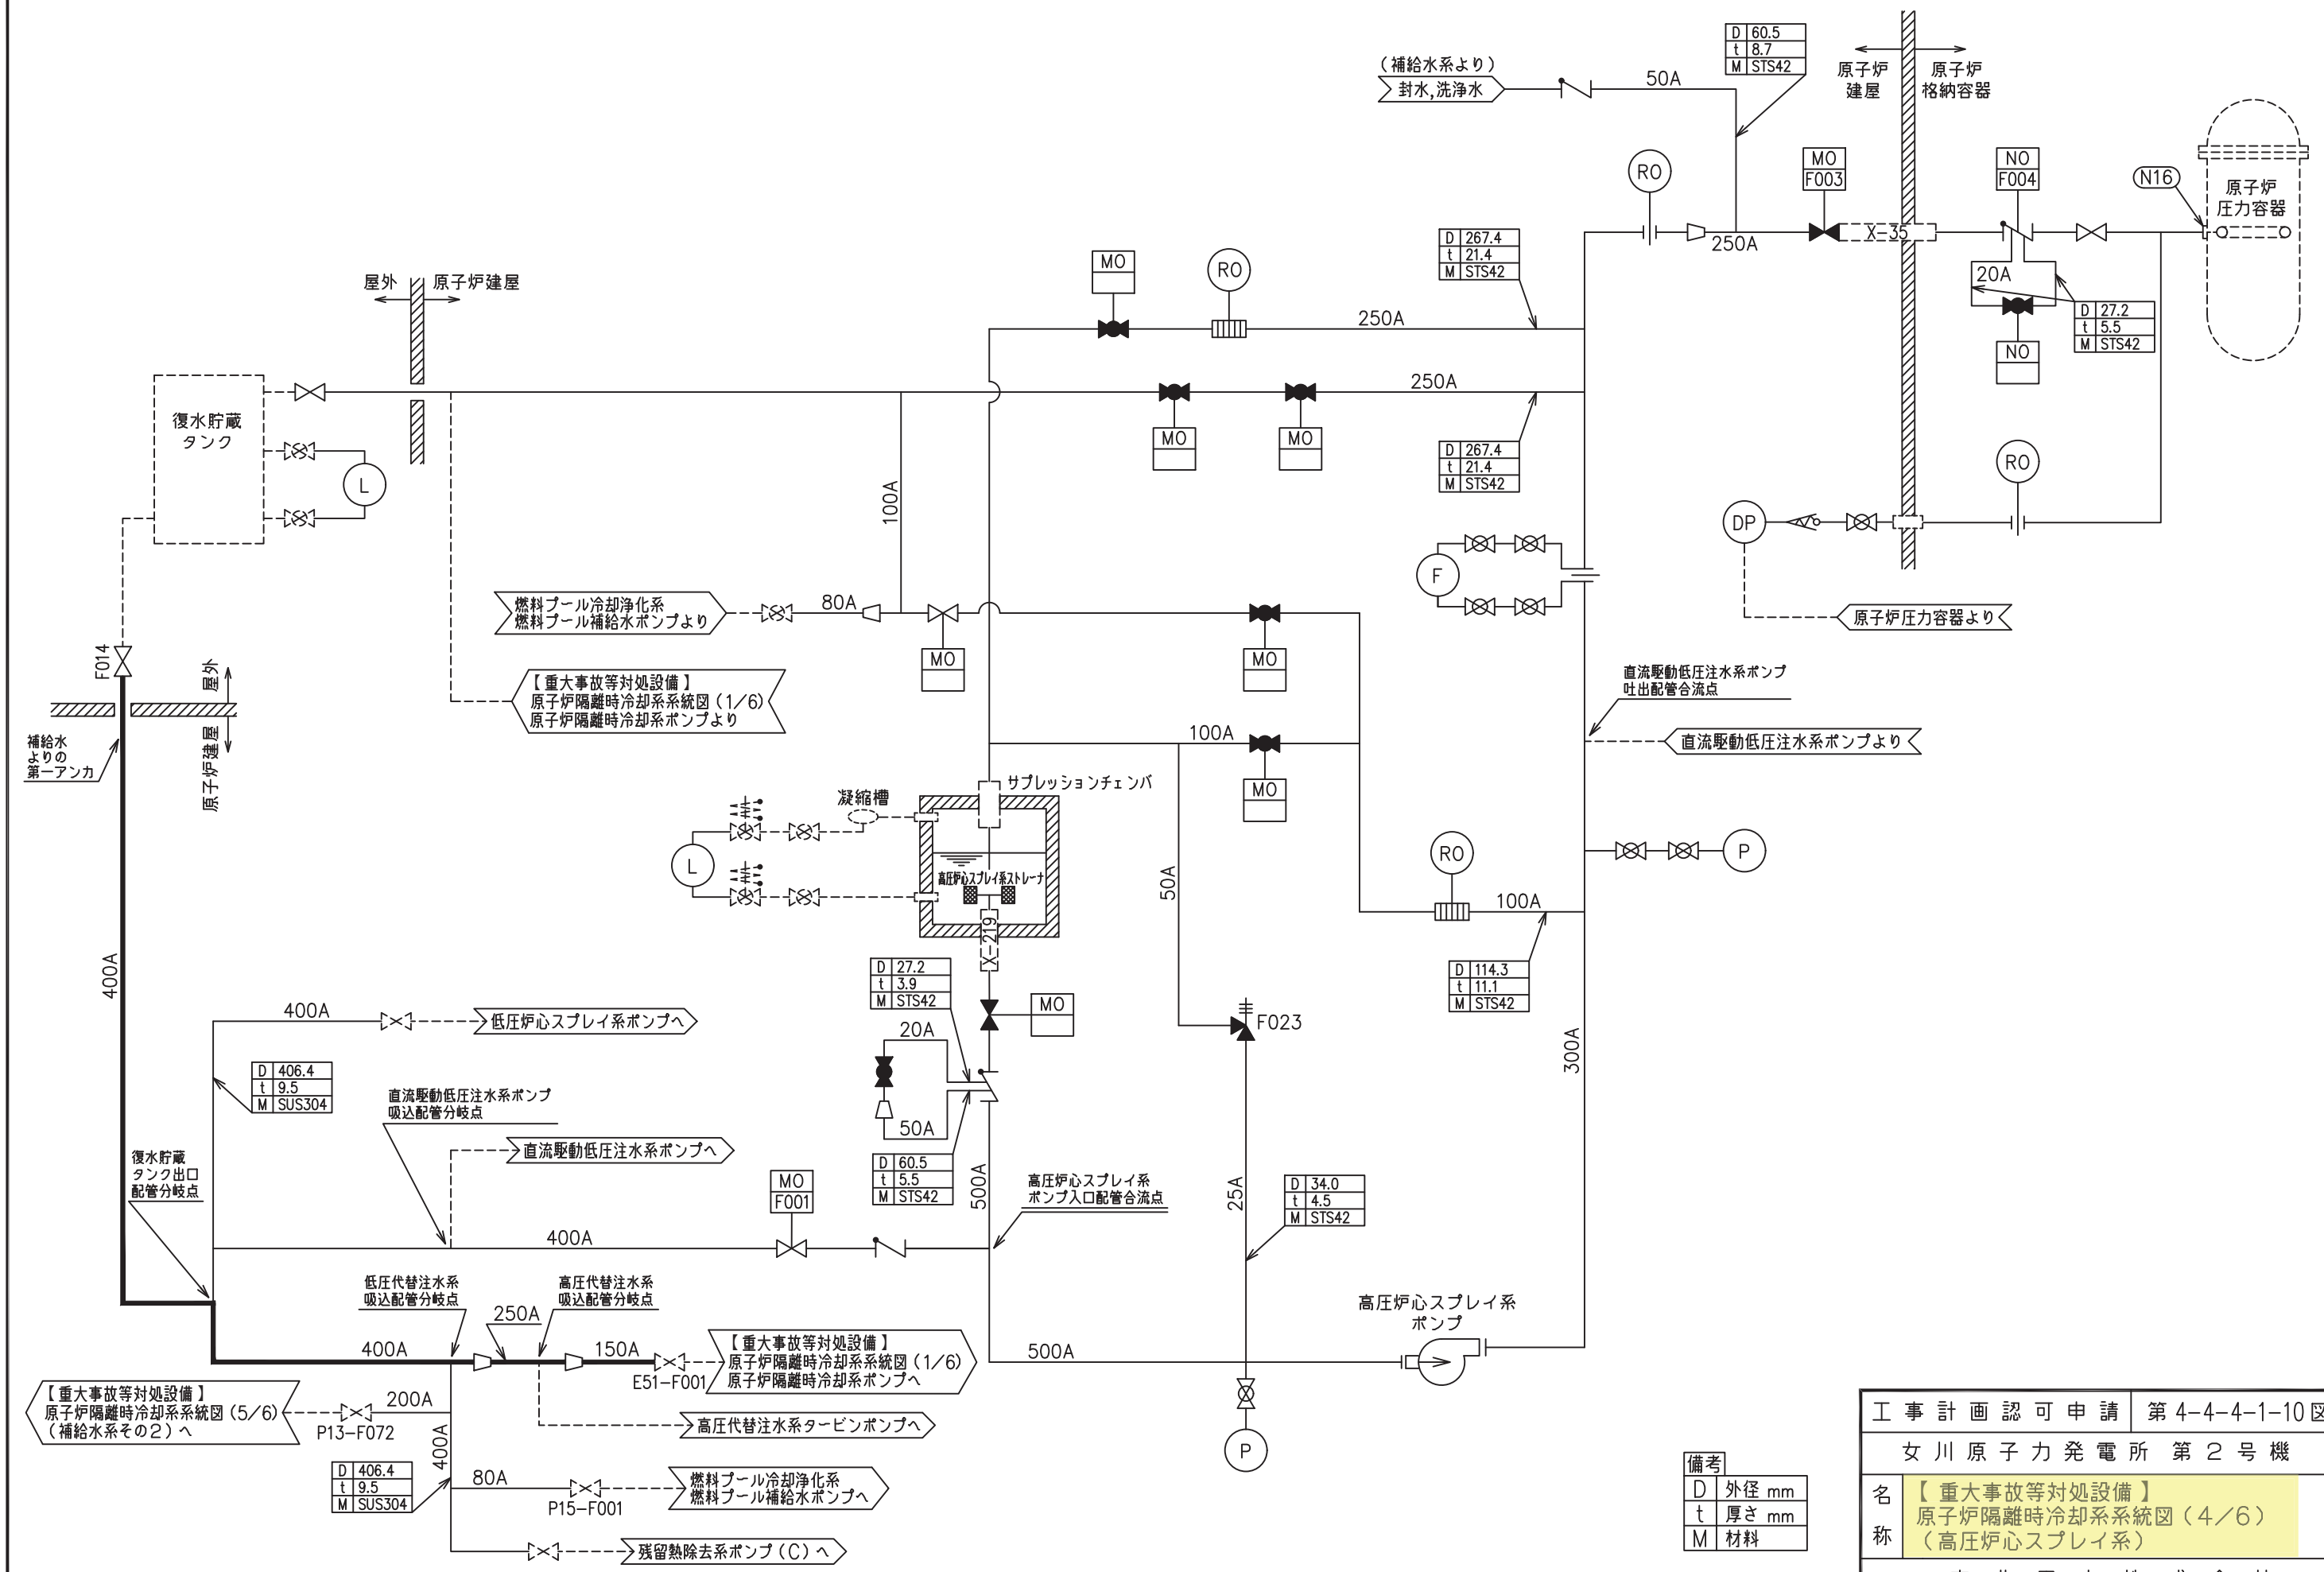 (補給水系より)
封水,洗浄水
50A
D 60.5
t 8.7
M STS42
原子炉
建屋
原子炉
格納容器
RO
MO
F003
NO
F004
N16
原子炉
圧力容器
250A
X-35
20A
D 27.2
t 5.5
M STS42
NO
D 267.4
t 21.4
M STS42
MO
RO
250A
屋外
原子炉建屋
250A
MO
MO
D 267.4
t 21.4
M STS42
復水貯蔵
タンク
L
100A
RO
DP
F
原子炉圧力容器より
燃料プール冷却浄化系
燃料プール補給水ポンプより
80A
MO
MO
F014
屋外
原子炉建屋
【重大事故等対処設備】
原子炉隔離時冷却系系統図(1/6)
原子炉隔離時冷却系ポンプより
直流駆動低圧注水系ポンプ
吐出配管合流点
直流駆動低圧注水系ポンプより
補給水
よりの
第一アンカ
100A
MO
サプレッションチェンバ
凝縮槽
L
高圧炉心スプレイ系ストレーナ
X-219
50A
RO
100A
P
D 114.3
t 11.1
M STS42
400A
D 27.2
t 3.9
M STS42
MO
F023
300A
400A
低圧炉心スプレイ系ポンプへ
20A
50A
D 406.4
t 9.5
M SUS304
直流駆動低圧注水系ポンプ
吸込配管分岐点
直流駆動低圧注水系ポンプへ
D 60.5
t 5.5
M STS42
500A
復水貯蔵
タンク出口
配管分岐点
MO
F001
高圧炉心スプレイ系
ポンプ入口配管合流点
25A
D 34.0
t 4.5
M STS42
400A
低圧代替注水系
吸込配管分岐点
250A
高圧代替注水系
吸込配管分岐点
高圧炉心スプレイ系
ポンプ
400A
150A
E51-F001
【重大事故等対処設備】
原子炉隔離時冷却系系統図(1/6)
原子炉隔離時冷却系ポンプへ
500A
【重大事故等対処設備】
原子炉隔離時冷却系系統図(5/6)
(補給水系その2)へ
200A
P13-F072
高圧代替注水系タービンポンプへ
400A
P
D 406.4
t 9.5
M SUS304
80A
P15-F001
燃料プール冷却浄化系
燃料プール補給水ポンプへ
残留熱除去系ポンプ(C)へ
備考
D 外径 mm
t 厚さ mm
M 材料
工事計画認可申請 第4-4-4-1-10図
女川原子力発電所 第2号機
名称
【重大事故等対処設備】
原子炉隔離時冷却系系統図(4/6)
(高圧炉心スプレイ系)